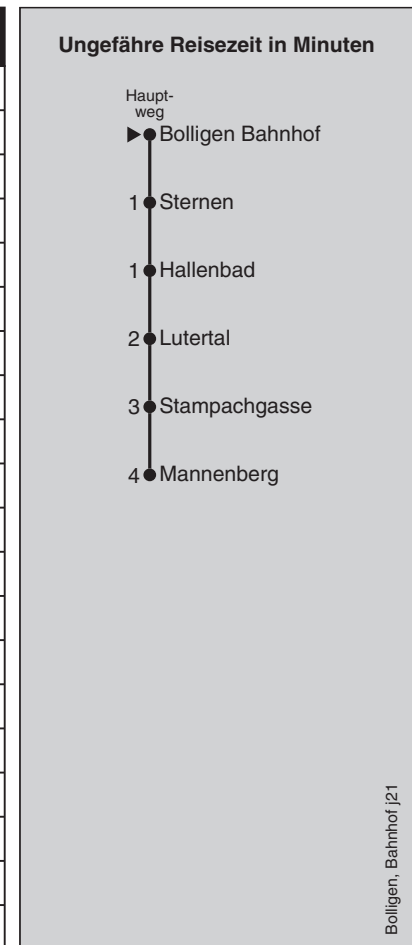 Ungefähre Reisezeit in Minuten
Haupt-
weg
Bolligen Bahnhof
1 Sternen
1 Hallenbad
2 Lutertal
3 Stampachgasse
4 Mannenberg
Bolligen, Bahnhof j21